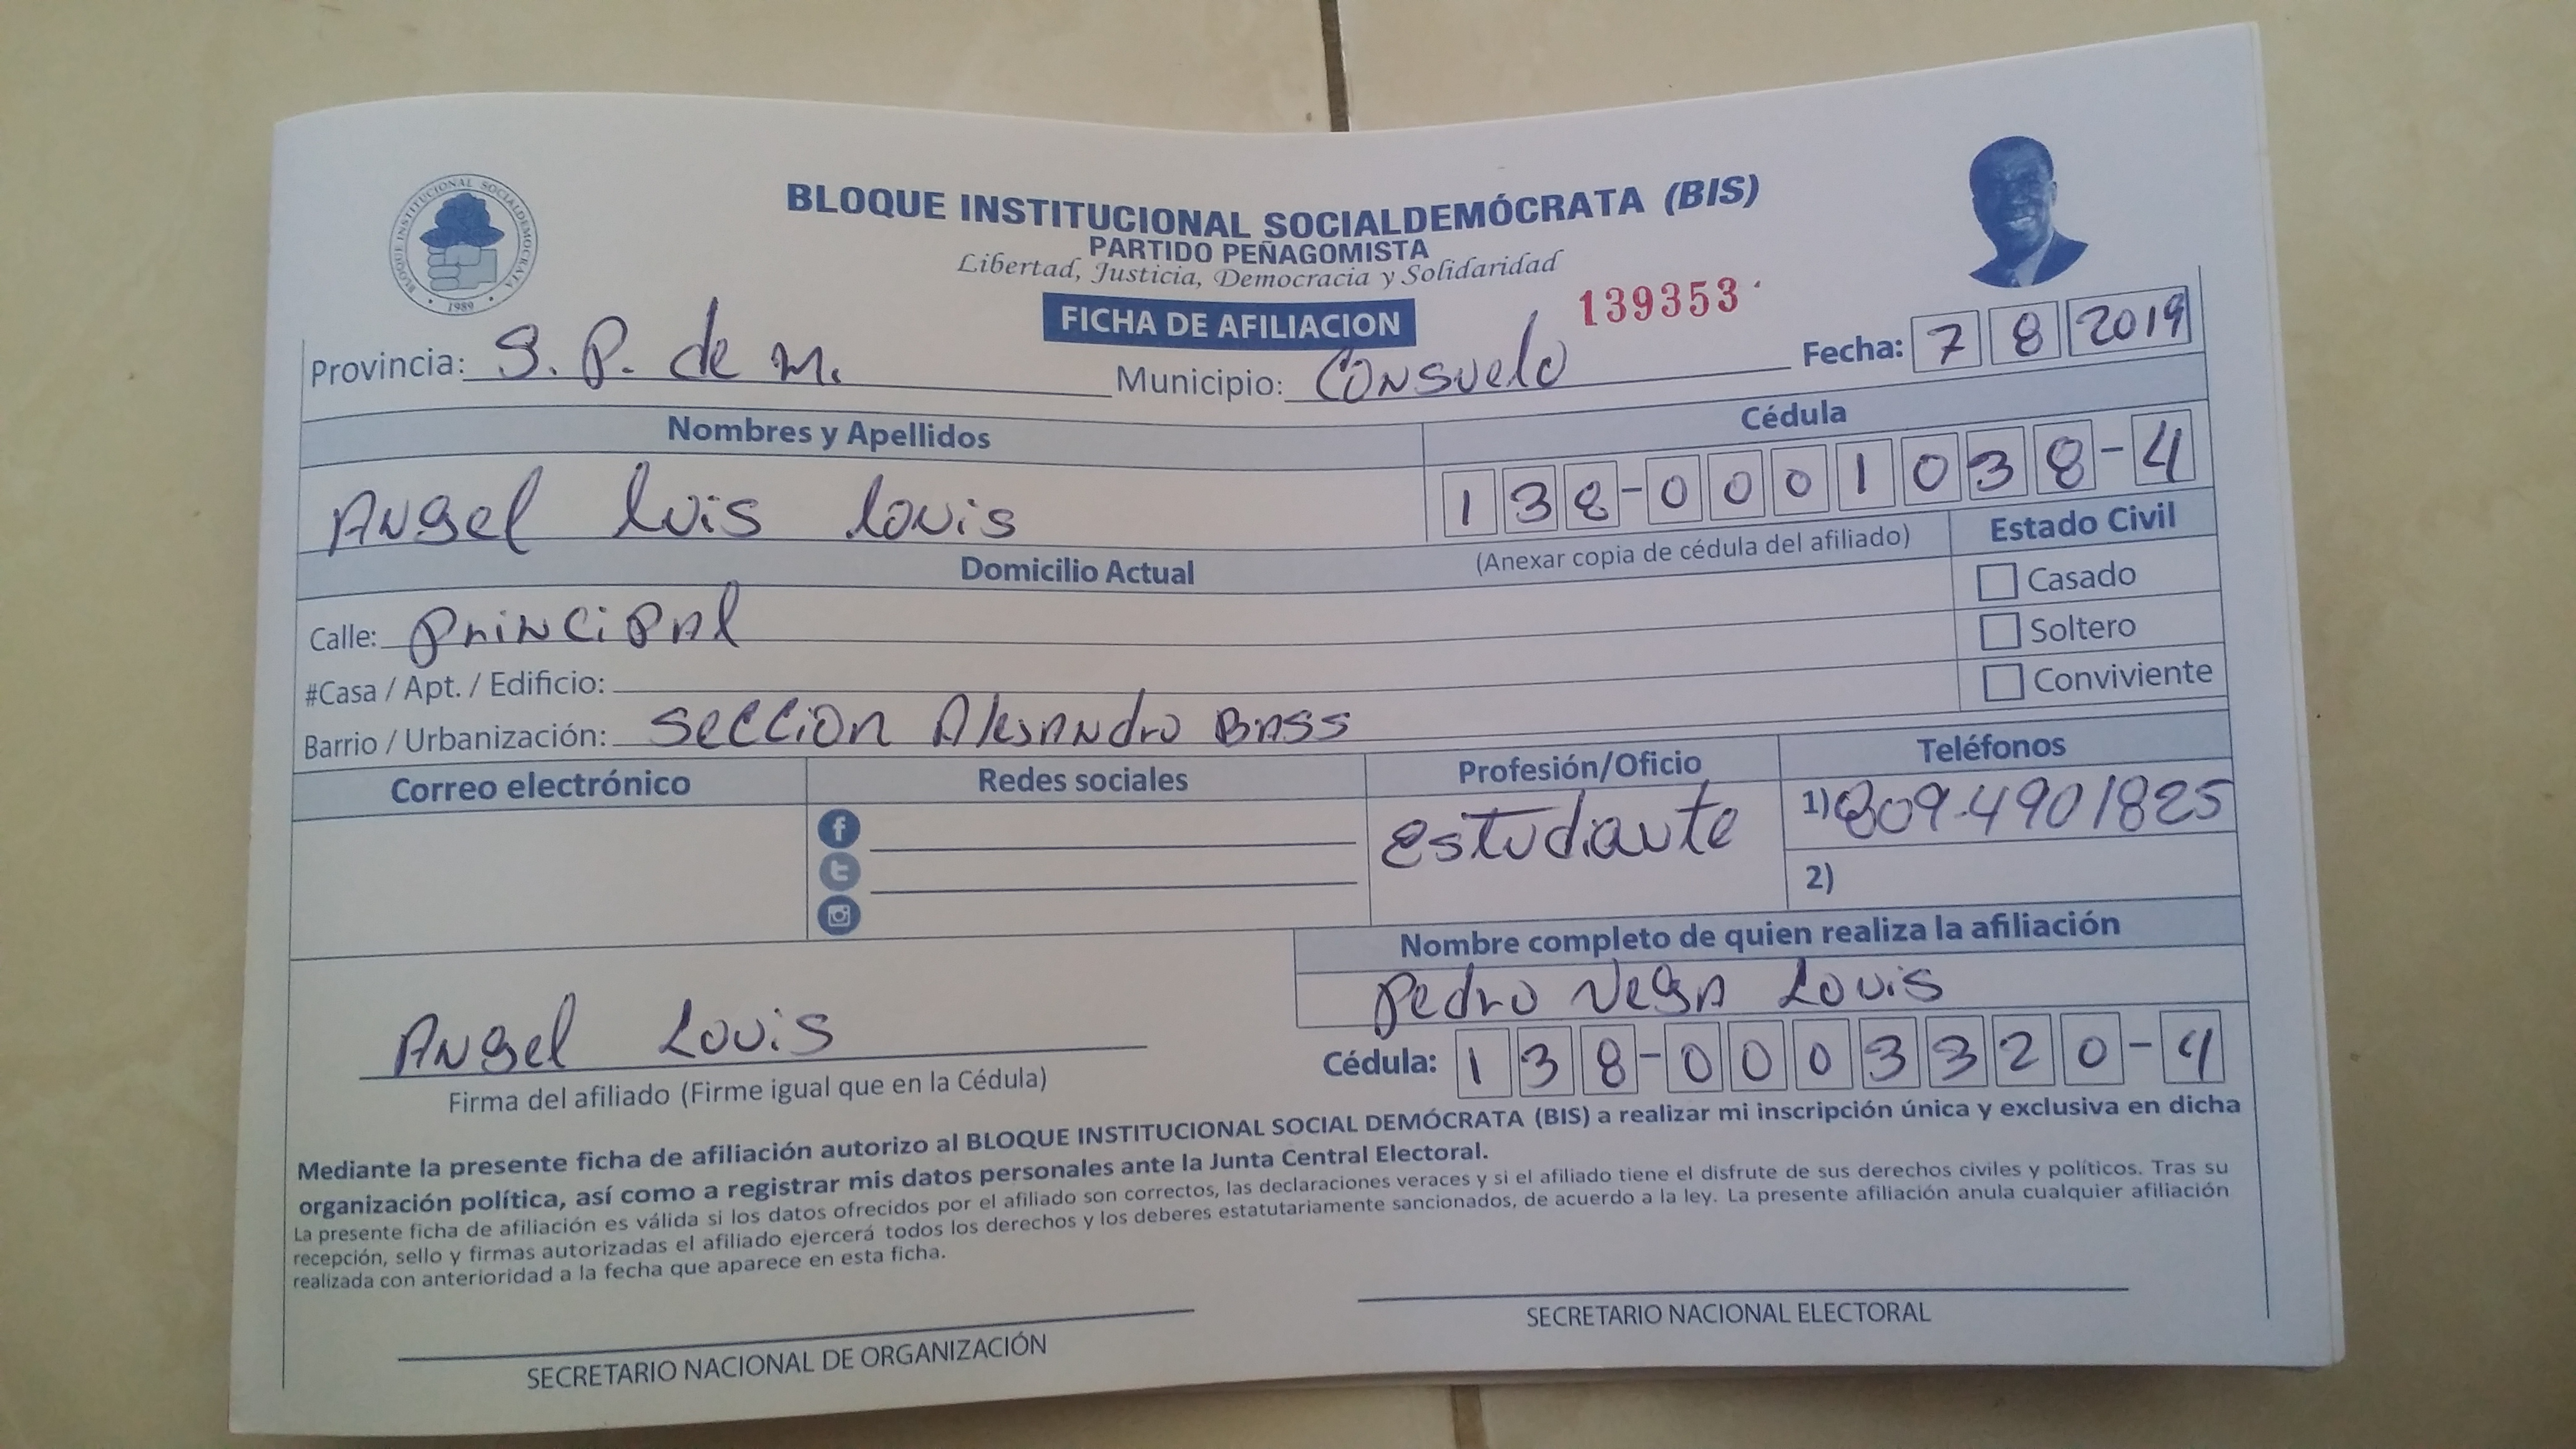 BLOQUE INSTITUCIONAL SOCIALDEMOCRATA
1989
BLOQUE INSTITUCIONAL SOCIALDEMÓCRATA (BIS)
PARTIDO PEÑAGOMISTA
Libertad, Justicia, Democracia y Solidaridad
FICHA DE AFILIACION
139353
Provincia: S. P. de M. Municipio: Consuelo Fecha: 7 8 2019
Nombres y Apellidos Cédula
Angel luis louis 138-0001038-4
(Anexar copia de cédula del afiliado)
Domicilio Actual Estado Civil
Calle: principal
Casado
Soltero
Conviviente
#Casa / Apt. / Edificio:
Barrio / Urbanización: Seccion Alesandro Bass
Correo electrónico Redes sociales Profesión/Oficio Teléfonos
Estudiante 1) 809-4901825
2)
Nombre completo de quien realiza la afiliación
Pedro Vega Louis
Angel Louis
Firma del afiliado (Firme igual que en la Cédula)
Cédula: 138-0003320-4
Mediante la presente ficha de afiliación autorizo al BLOQUE INSTITUCIONAL SOCIAL DEMÓCRATA (BIS) a realizar mi inscripción única y exclusiva en dicha
organización política, así como a registrar mis datos personales ante la Junta Central Electoral.
La presente ficha de afiliación es válida si los datos ofrecidos por el afiliado son correctos, las declaraciones veraces y si el afiliado tiene el disfrute de sus derechos civiles y políticos. Tras su
recepción, sello y firmas autorizadas el afiliado ejercerá todos los derechos y los deberes estatutariamente sancionados, de acuerdo a la ley. La presente afiliación anula cualquier afiliación
realizada con anterioridad a la fecha que aparece en esta ficha.
SECRETARIO NACIONAL DE ORGANIZACIÓN
SECRETARIO NACIONAL ELECTORAL